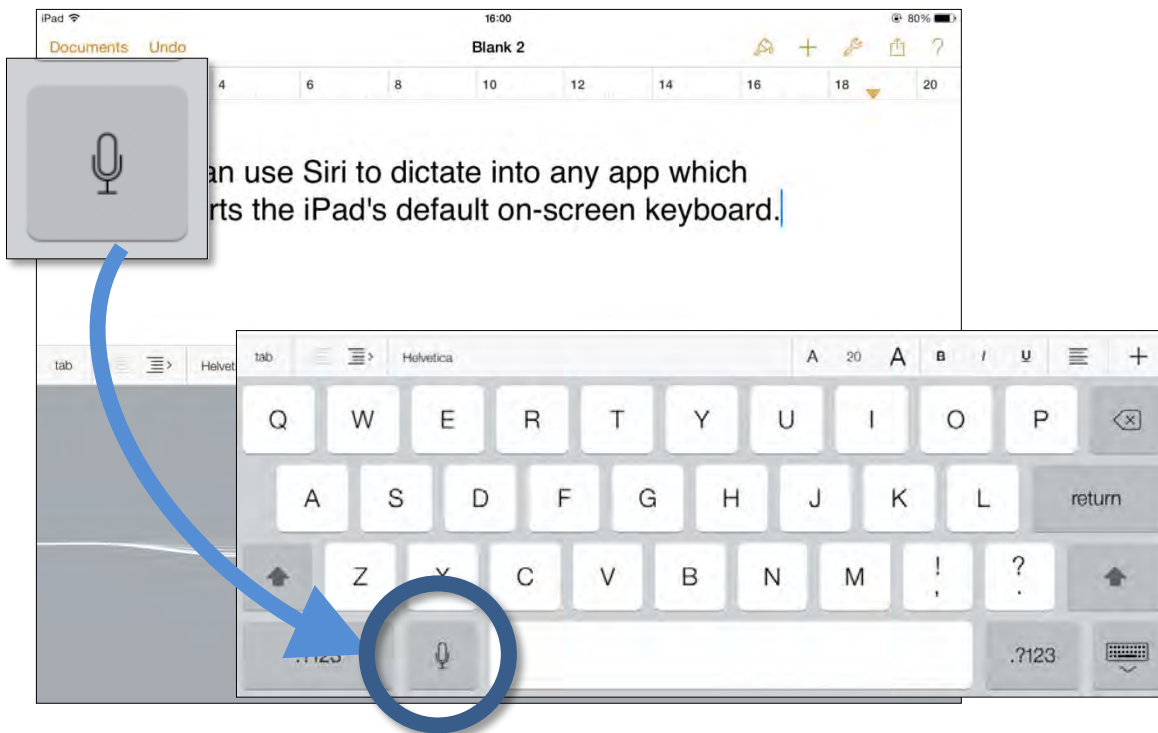 iPad 16:00 80%
Documents Undo Blank 2 ?
4 6 8 10 12 14 16 18 20
an use Siri to dictate into any app which
rts the iPad's default on-screen keyboard.
tab Helvet
tab Helvetica A 20 A B I U
Q W E R T Y U I O P
A S D F G H J K L return
Z X C V B N M ! , ? .
.?123 .?123